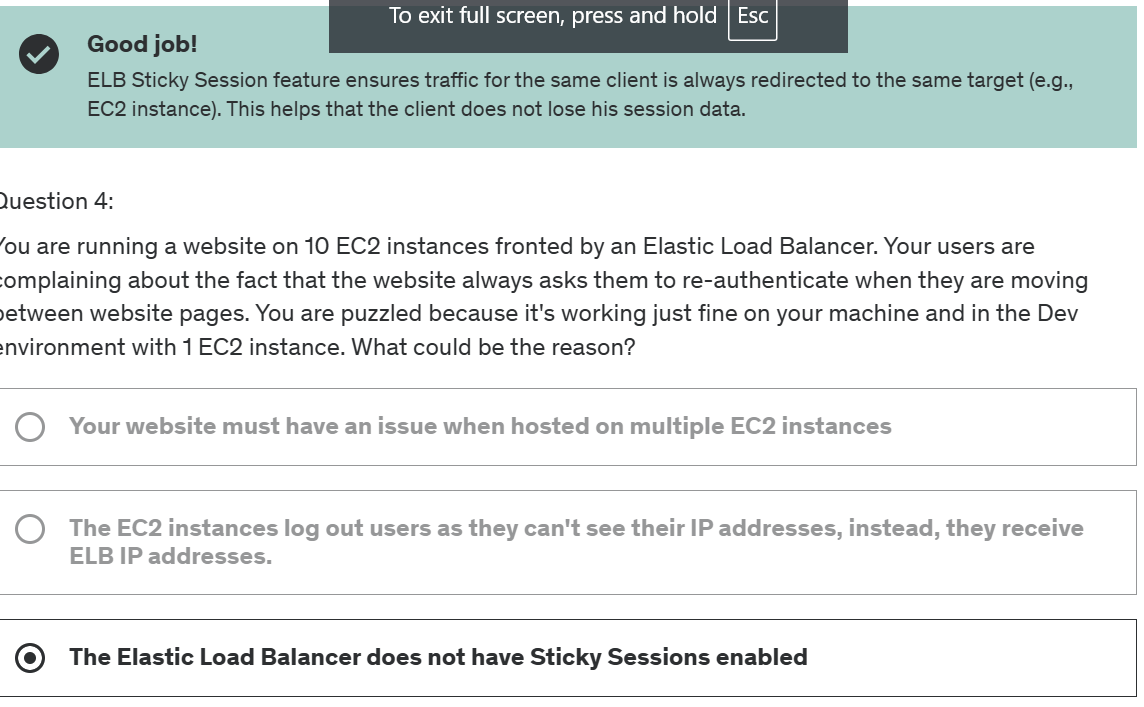 To exit full screen, press and hold Esc
Good job!
ELB Sticky Session feature ensures traffic for the same client is always redirected to the same target (e.g.,
EC2 instance). This helps that the client does not lose his session data.
Question 4:
You are running a website on 10 EC2 instances fronted by an Elastic Load Balancer. Your users are
complaining about the fact that the website always asks them to re-authenticate when they are moving
between website pages. You are puzzled because it's working just fine on your machine and in the Dev
environment with 1 EC2 instance. What could be the reason?
Your website must have an issue when hosted on multiple EC2 instances
The EC2 instances log out users as they can't see their IP addresses, instead, they receive
ELB IP addresses.
The Elastic Load Balancer does not have Sticky Sessions enabled